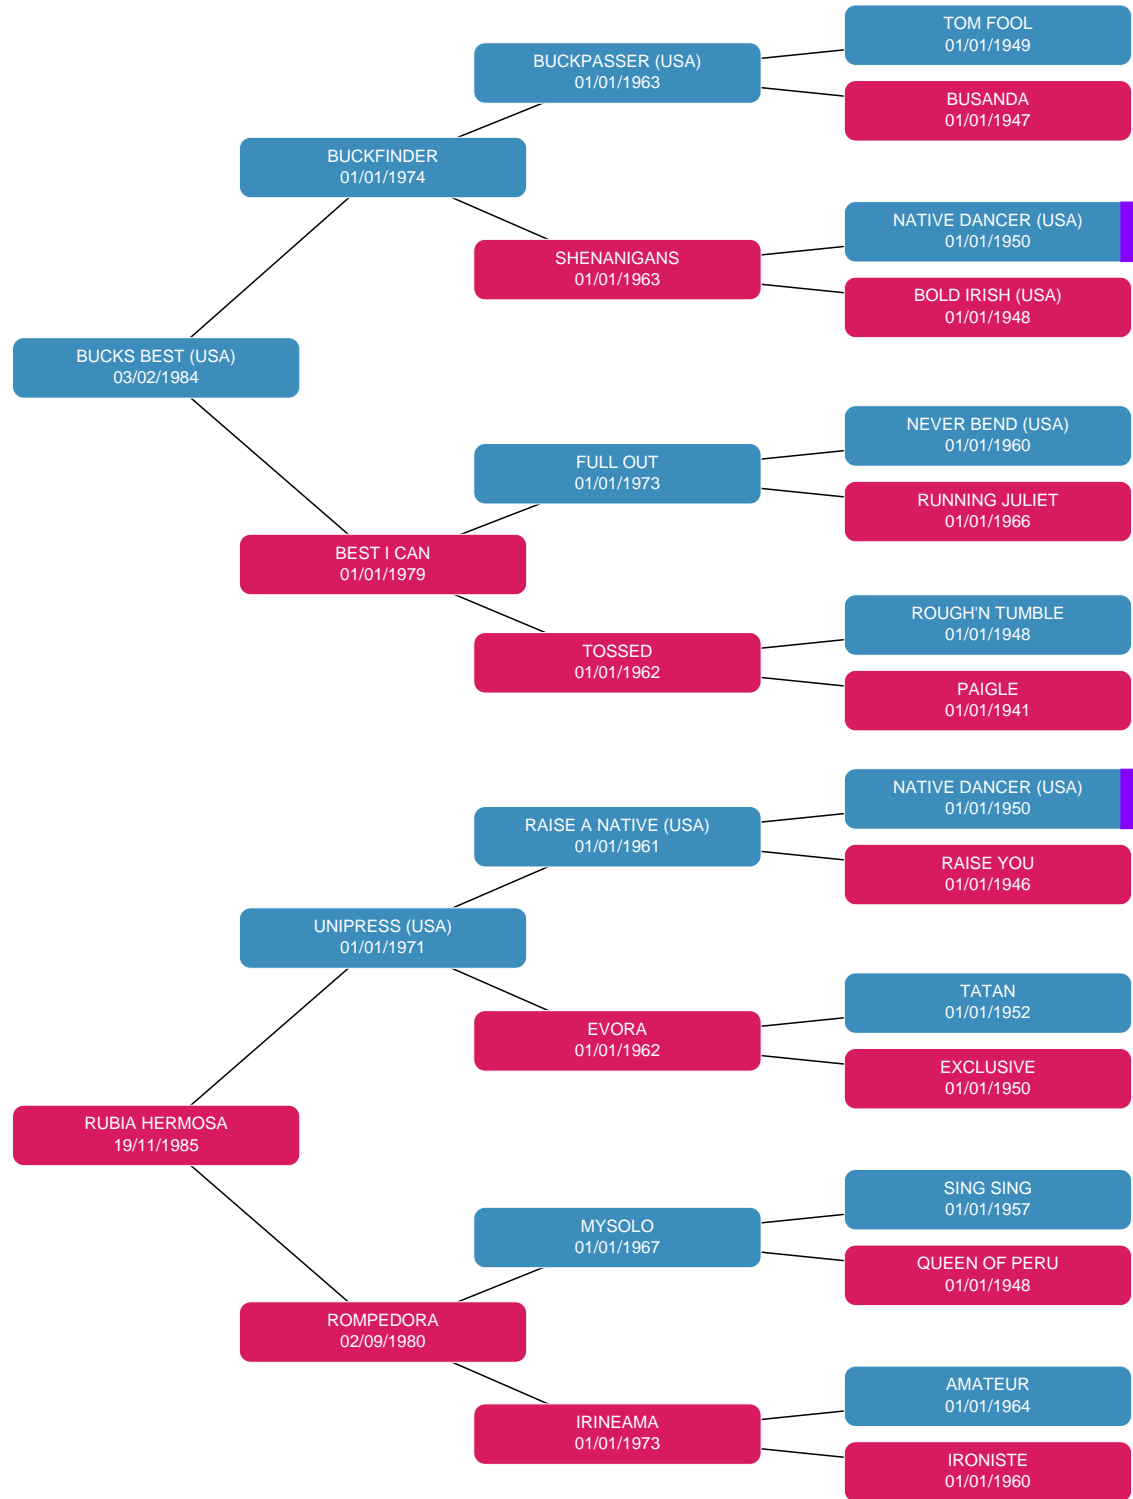 TOM FOOL
01/01/1949
BUCKPASSER (USA)
01/01/1963
BUSANDA
01/01/1947
BUCKFINDER
01/01/1974
NATIVE DANCER (USA)
01/01/1950
SHENANIGANS
01/01/1963
BOLD IRISH (USA)
01/01/1948
BUCKS BEST (USA)
03/02/1984
NEVER BEND (USA)
01/01/1960
FULL OUT
01/01/1973
RUNNING JULIET
01/01/1966
BEST I CAN
01/01/1979
ROUGH'N TUMBLE
01/01/1948
TOSSED
01/01/1962
PAIGLE
01/01/1941
NATIVE DANCER (USA)
01/01/1950
RAISE A NATIVE (USA)
01/01/1961
RAISE YOU
01/01/1946
UNIPRESS (USA)
01/01/1971
TATAN
01/01/1952
EVORA
01/01/1962
EXCLUSIVE
01/01/1950
RUBIA HERMOSA
19/11/1985
SING SING
01/01/1957
MYSOLO
01/01/1967
QUEEN OF PERU
01/01/1948
ROMPEDORA
02/09/1980
AMATEUR
01/01/1964
IRINEAMA
01/01/1973
IRONISTE
01/01/1960